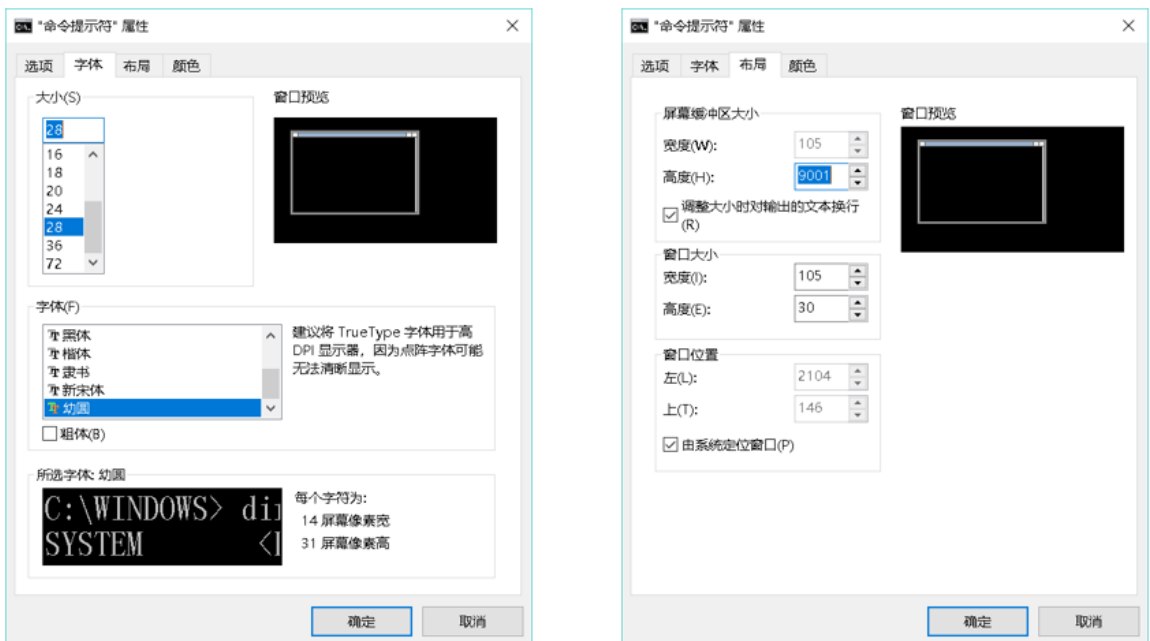 "命令提示符" 属性
选项 字体 布局 颜色
大小(S)
28
16
18
20
24
28
36
72
窗口预览
字体(F)
黑体
楷体
隶书
新宋体
幼圆
粗体(B)
建议将 TrueType 字体用于高
DPI 显示器，因为点阵字体可能
无法清晰显示。
所选字体: 幼圆
C:\WINDOWS> dir
SYSTEM <I
每个字符为:
14 屏幕像素宽
31 屏幕像素高
确定 取消
"命令提示符" 属性
选项 字体 布局 颜色
屏幕缓冲区大小
宽度(W): 105
高度(H): 9001
调整大小时对输出的文本换行
(R)
窗口大小
宽度(I): 105
高度(E): 30
窗口位置
左(L): 2104
上(T): 146
由系统定位窗口(P)
窗口预览
确定 取消